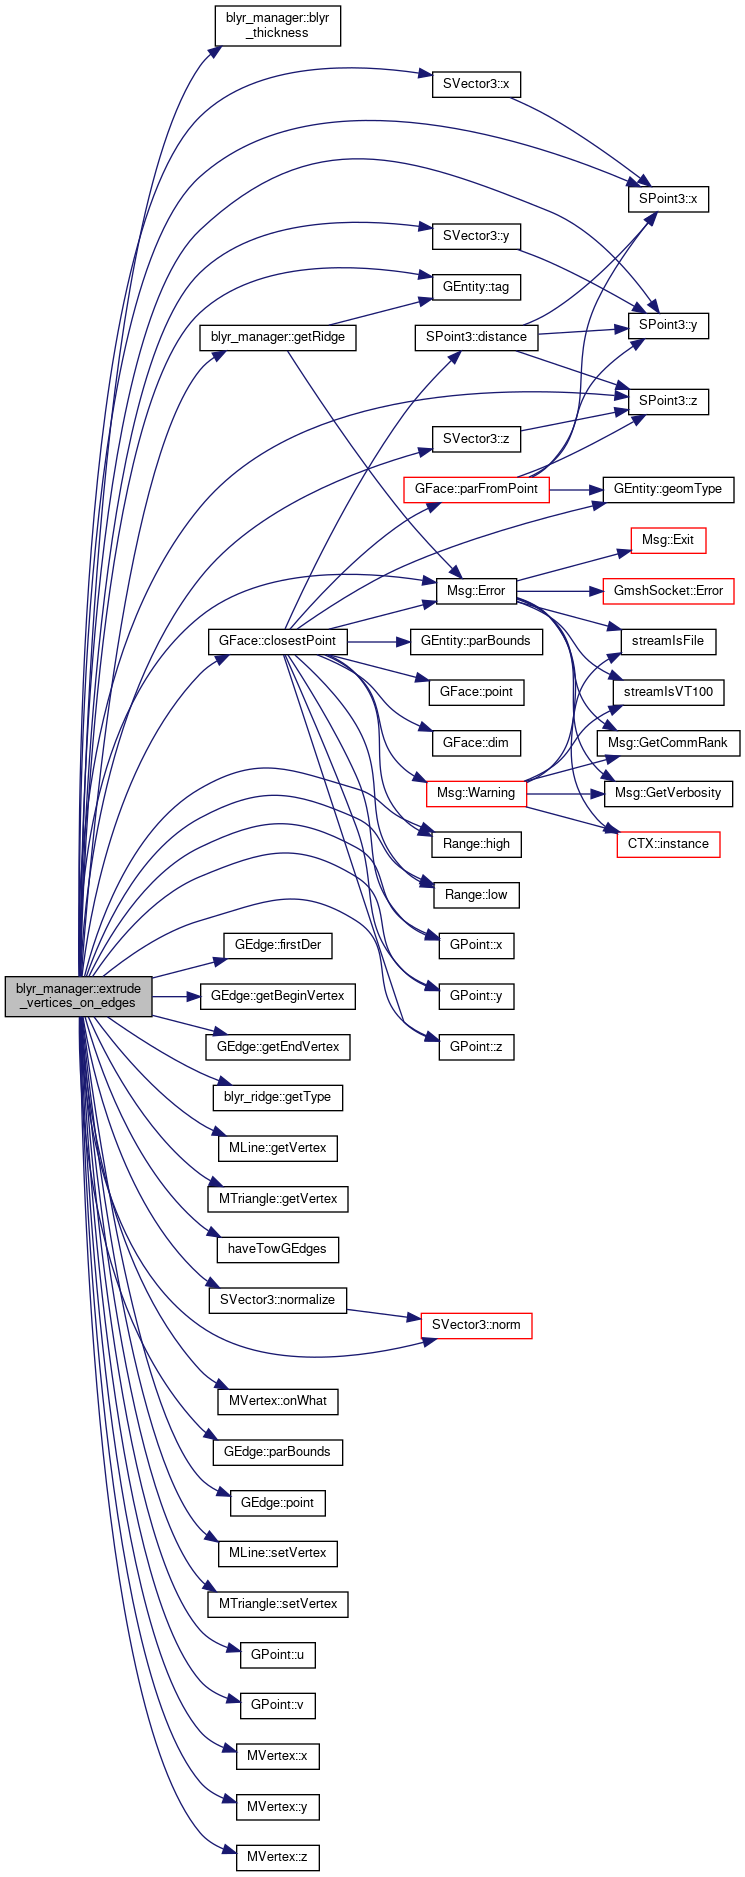 blyr_manager::blyr
_thickness
SVector3::x
SPoint3::x
SVector3::y
GEntity::tag
SPoint3::y
blyr_manager::getRidge
SPoint3::distance
SPoint3::z
SVector3::z
GFace::parFromPoint
GEntity::geomType
Msg::Exit
Msg::Error
GmshSocket::Error
GFace::closestPoint
GEntity::parBounds
streamIsFile
GFace::point
streamIsVT100
GFace::dim
Msg::GetCommRank
Msg::Warning
Msg::GetVerbosity
Range::high
CTX::instance
Range::low
GEdge::firstDer
GPoint::x
blyr_manager::extrude
_vertices_on_edges
GEdge::getBeginVertex
GPoint::y
GEdge::getEndVertex
GPoint::z
blyr_ridge::getType
MLine::getVertex
MTriangle::getVertex
haveTowGEdges
SVector3::normalize
SVector3::norm
MVertex::onWhat
GEdge::parBounds
GEdge::point
MLine::setVertex
MTriangle::setVertex
GPoint::u
GPoint::v
MVertex::x
MVertex::y
MVertex::z